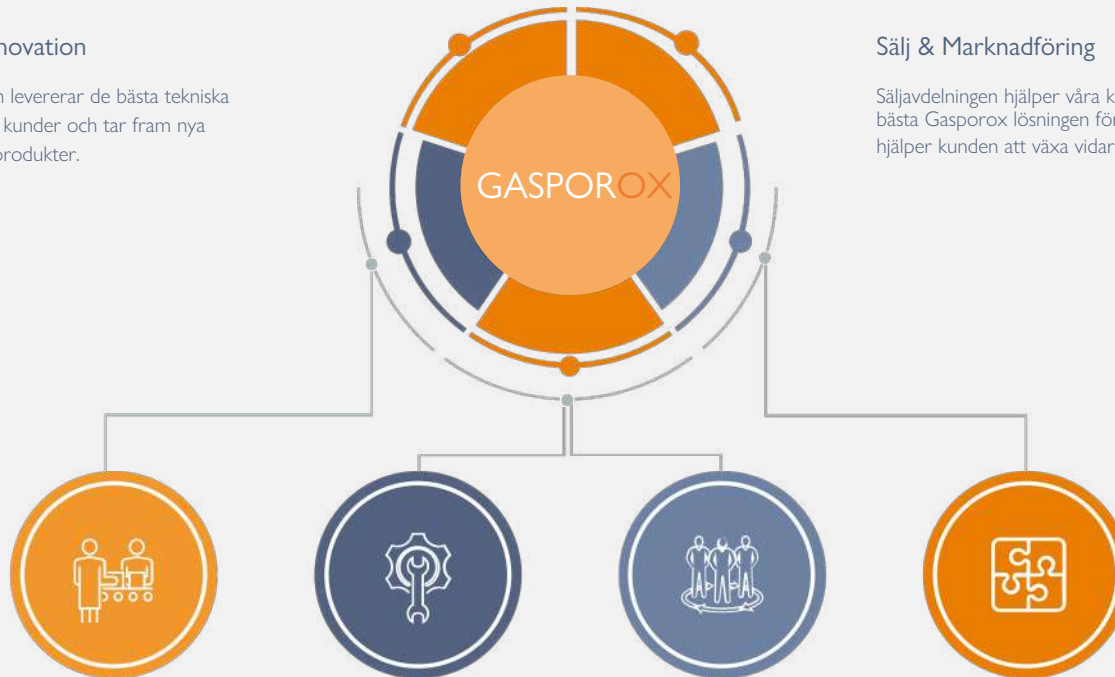 novation
levererar de bästa tekniska
kunder och tar fram nya
produkter.
GASPOROX
Sälj & Marknadföring
Säljavdelningen hjälper våra
bästa Gasporox lösningen för
hjälper kunden att växa vidar